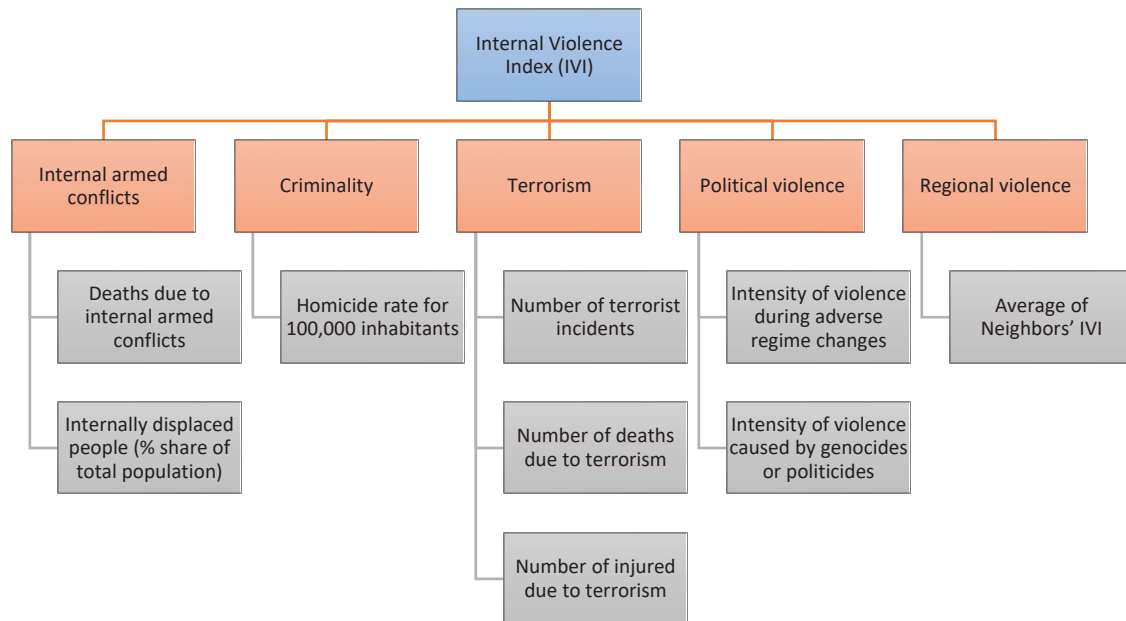 Internal Violence
Index (IVI)
Internal armed
conflicts
Criminality
Terrorism
Political violence
Regional violence
Deaths due to
internal armed
conflicts
Homicide rate for
100,000 inhabitants
Number of terrorist
incidents
Intensity of violence
during adverse
regime changes
Average of
Neighbors’ IVI
Internally displaced
people (% share of
total population)
Number of deaths
due to terrorism
Intensity of violence
caused by genocides
or politicides
Number of injured
due to terrorism